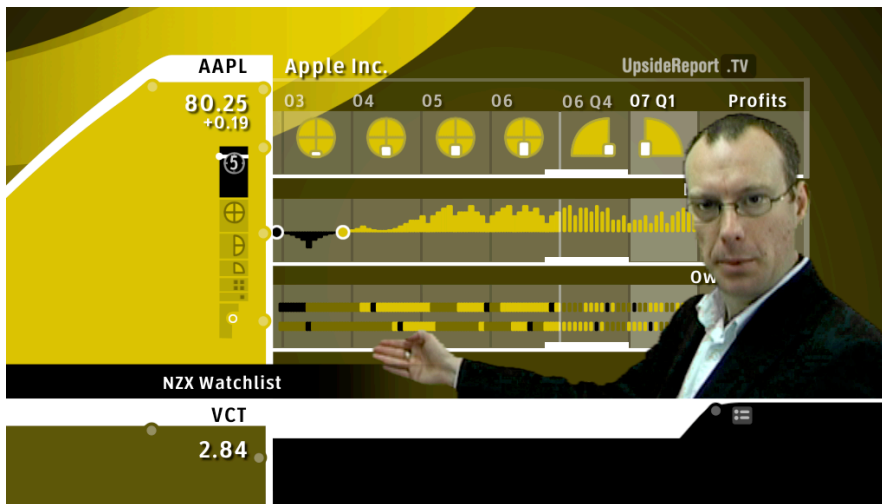 AAPL
Apple Inc.
UpsideReport .TV
80.25
+0.19
03 04 05 06 06 Q4 07 Q1 Profits
5
NZX Watchlist
VCT
2.84